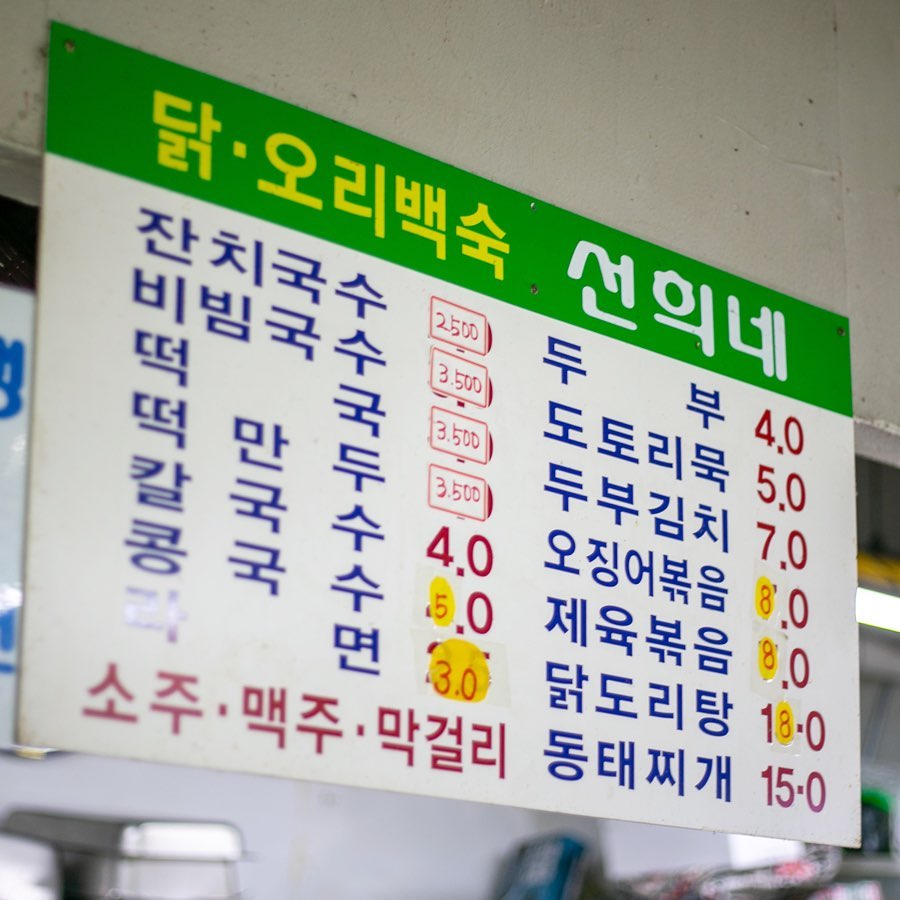 닭·오리백숙 선희네
잔치국수 2.500
비빔국수 3.500
떡국 3.500
떡만두 3.500
칼국수 4.0
콩국수 5.0
라면 3.0
소주·맥주·막걸리
두부 4.0
도토리묵 5.0
두부김치 7.0
오징어볶음 8.0
제육볶음 8.0
닭도리탕 18·0
동태찌개 15·0